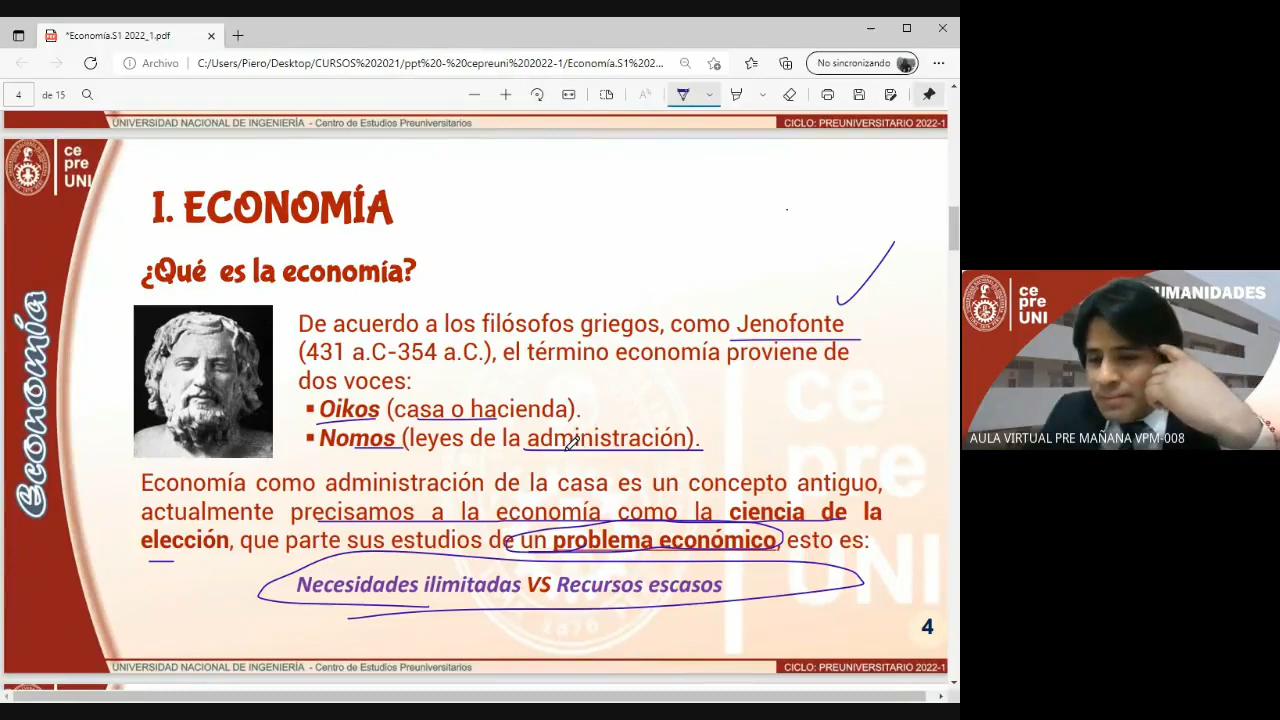 *Economía.S1 2022_1.pdf
Archivo
C:/Users/Piero/Desktop/CURSOS%202021/ppt%20-%20cepreuni%202022-1/Economía.S1%202...
No sincronizando
4 de 15
UNIVERSIDAD NACIONAL DE INGENIERÍA - Centro de Estudios Preuniversitarios
CICLO: PREUNIVERSITARIO 2022-1
ce
pre
UNI
I. ECONOMÍA
¿Qué es la economía?
Economía
De acuerdo a los filósofos griegos, como Jenofonte
(431 a.C-354 a.C.), el término economía proviene de
dos voces:
▪ Oikos (casa o hacienda).
▪ Nomos (leyes de la administración).
Economía como administración de la casa es un concepto antiguo,
actualmente precisamos a la economía como la ciencia de la
elección, que parte sus estudios de un problema económico, esto es:
Necesidades ilimitadas VS Recursos escasos
4
UNIVERSIDAD NACIONAL DE INGENIERÍA - Centro de Estudios Preuniversitarios
CICLO: PREUNIVERSITARIO 2022-1
ce
pre
UNI
HUMANIDADES
AULA VIRTUAL PRE MAÑANA VPM-008